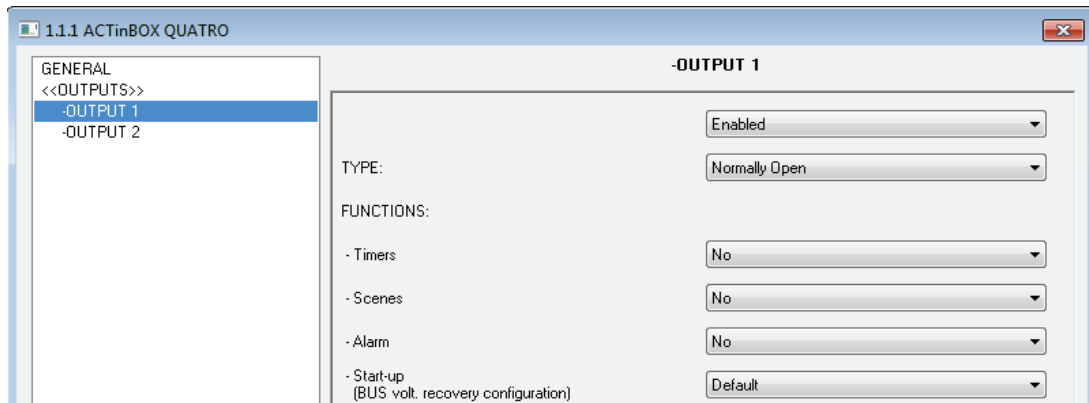 1.1.1 ACTinBOX QUATRO
GENERAL
<<OUTPUTS>>
-OUTPUT 1
-OUTPUT 2
-OUTPUT 1
Enabled
TYPE:
Normally Open
FUNCTIONS:
- Timers
No
- Scenes
No
- Alarm
No
- Start-up
(BUS volt. recovery configuration)
Default